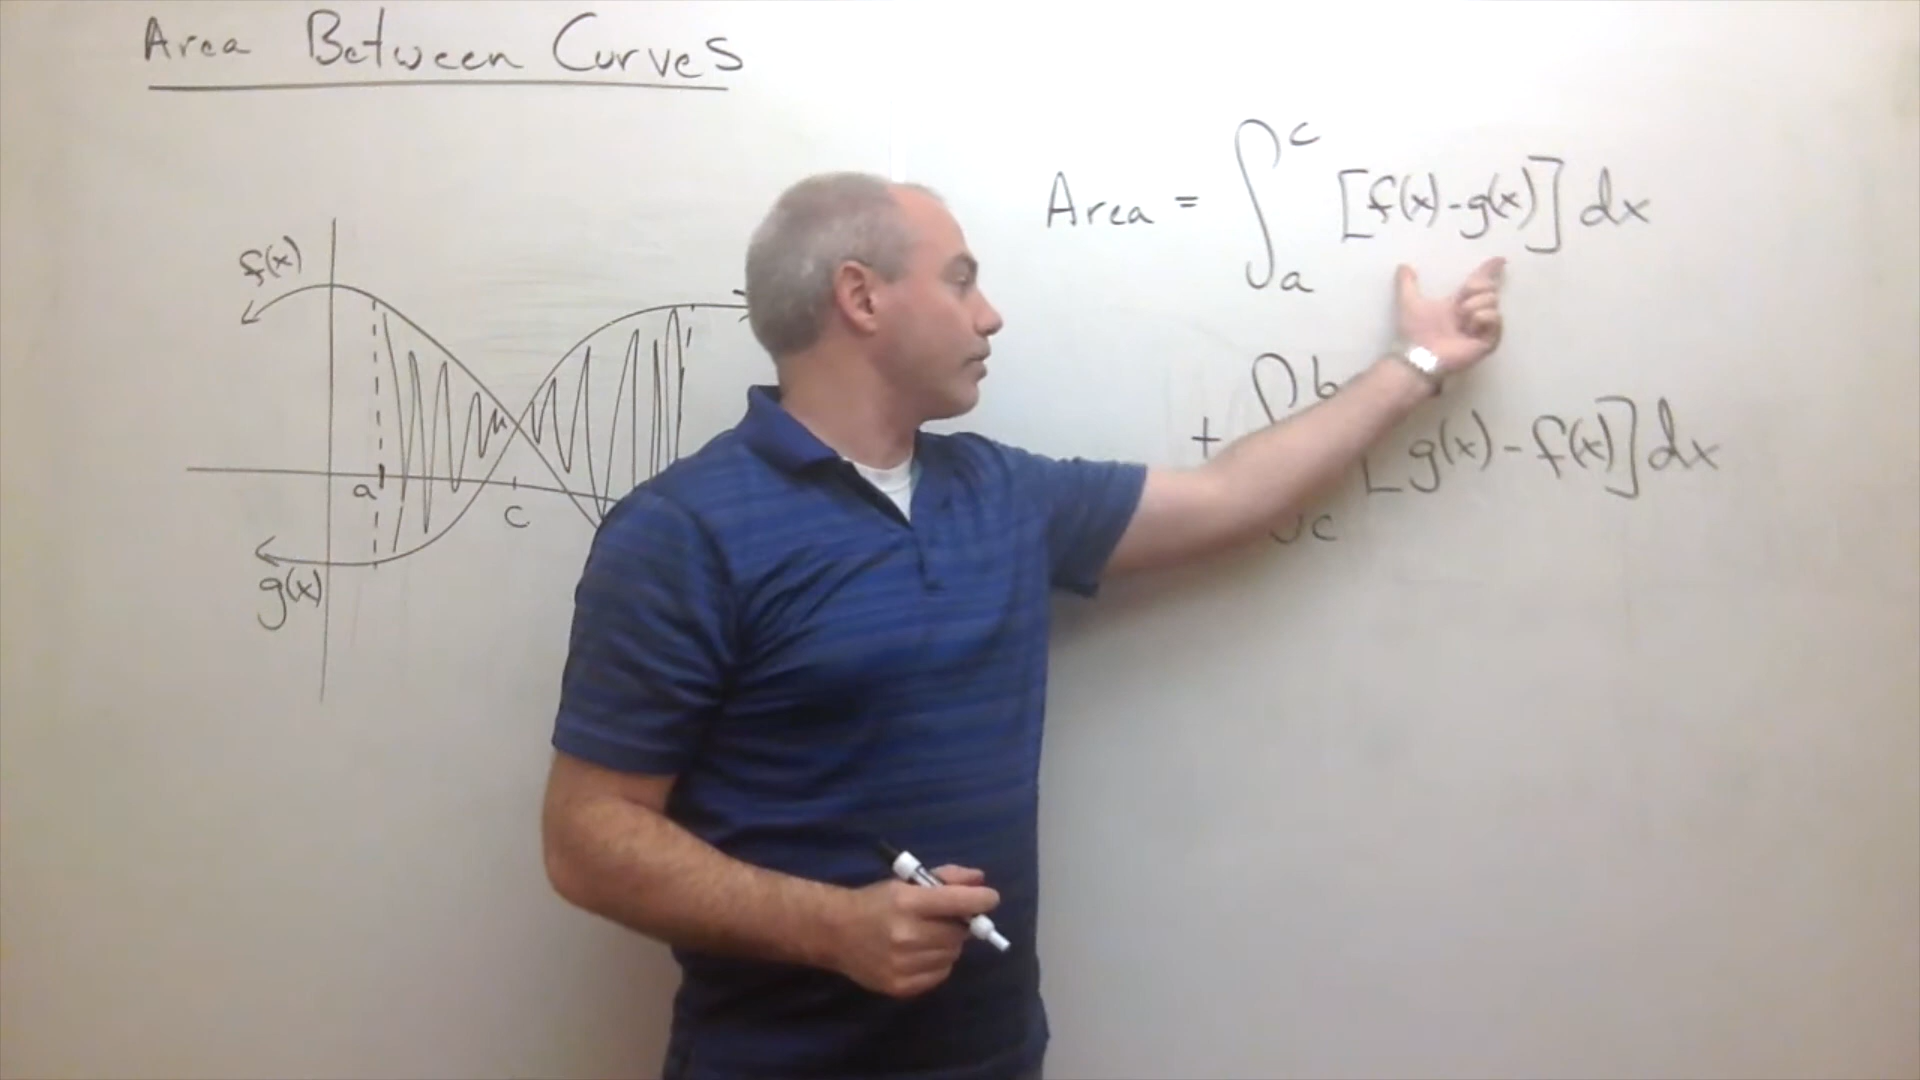 Area Between Curves
f(x)
a
c
g(x)
Area = ∫ₐᶜ [f(x)-g(x)] dx
+ ∫꜀ᵇ [g(x)-f(x)] dx